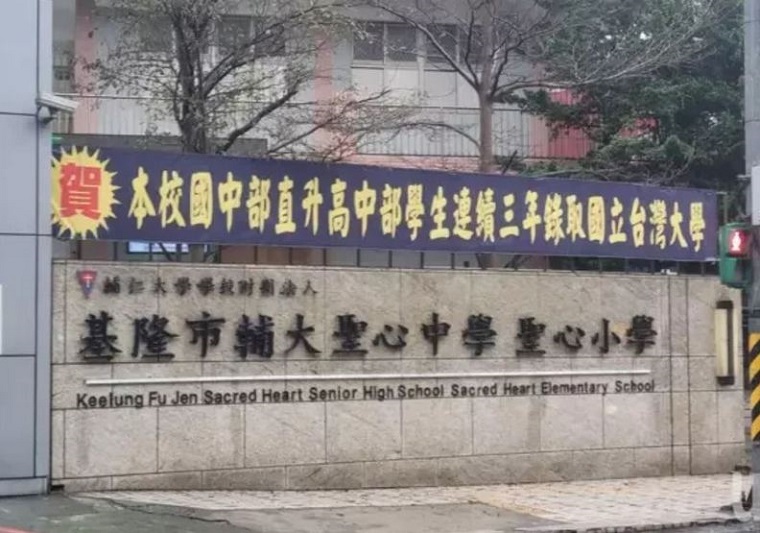 賀 本校國中部直升高中部學生連續三年錄取國立台灣大學
輔仁大學學校財團法人
基隆市輔大聖心中學 聖心小學
Keelung Fu Jen Sacred Heart Senior High School Sacred Heart Elementary School